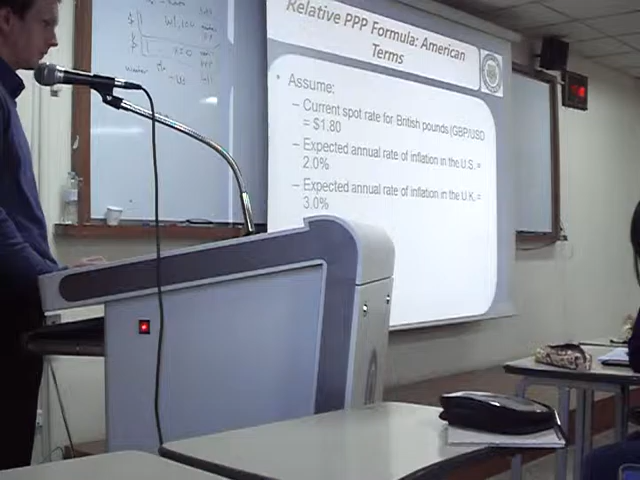 Relative PPP Formula: American
Terms
• Assume:
– Current spot rate for British pounds (GBP/USD
= $1.80
– Expected annual rate of inflation in the U.S. =
2.0%
– Expected annual rate of inflation in the U.K. =
3.0%